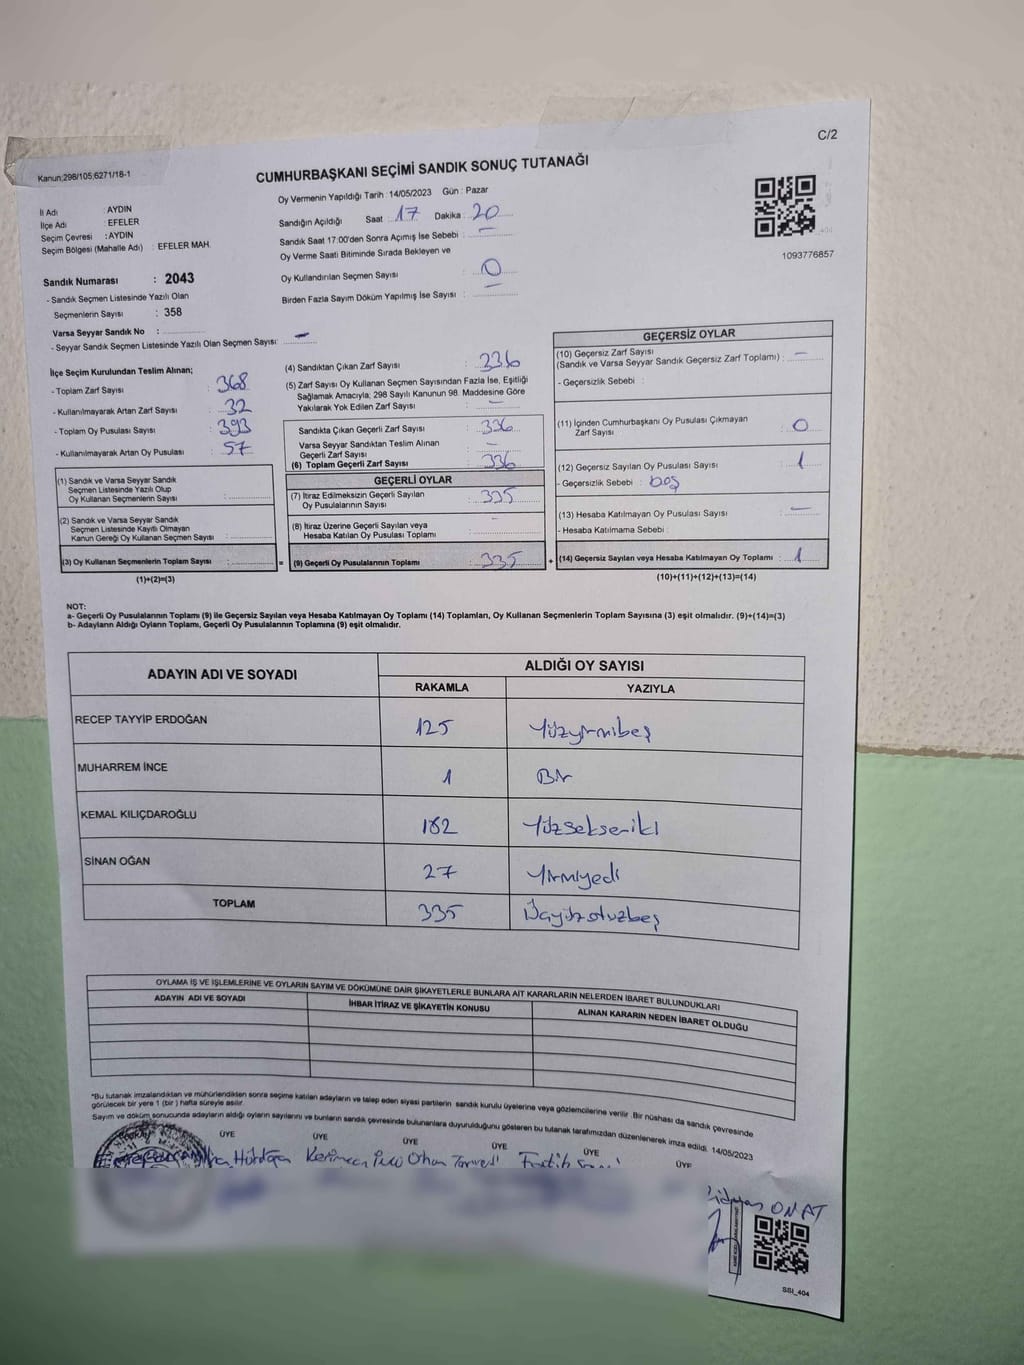 C/2
Kanun;298/105;6271/18-1
CUMHURBAŞKANI SEÇİMİ SANDIK SONUÇ TUTANAĞI
Oy Vermenin Yapıldığı Tarih : 14/05/2023 Gün : Pazar
İl Adı : AYDIN
İlçe Adı : EFELER
Seçim Çevresi : AYDIN
Seçim Bölgesi (Mahalle Adı) : EFELER MAH.
Sandığın Açıldığı Saat : 17 Dakika : 20
Sandık Saat 17:00'den Sonra Açılmış İse Sebebi : –
Oy Verme Saati Bitiminde Sırada Bekleyen ve
Oy Kullandırılan Seçmen Sayısı : 0
Birden Fazla Sayım Döküm Yapılmış İse Sayısı : –
1093776857
Sandık Numarası : 2043
- Sandık Seçmen Listesinde Yazılı Olan
Seçmenlerin Sayısı : 358
Varsa Seyyar Sandık No :
- Seyyar Sandık Seçmen Listesinde Yazılı Olan Seçmen Sayısı: –
İlçe Seçim Kurulundan Teslim Alınan;
- Toplam Zarf Sayısı : 368
- Kullanılmayarak Artan Zarf Sayısı : 32
- Toplam Oy Pusulası Sayısı : 393
- Kullanılmayarak Artan Oy Pusulası : 57
(1) Sandık ve Varsa Seyyar Sandık
Seçmen Listesinde Yazılı Olup
Oy Kullanan Seçmenlerin Sayısı :
(2) Sandık ve Varsa Seyyar Sandık
Seçmen Listesinde Kayıtlı Olmayan
Kanun Gereği Oy Kullanan Seçmen Sayısı :
(3) Oy Kullanan Seçmenlerin Toplam Sayısı :
(1)+(2)=(3)
(4) Sandıktan Çıkan Zarf Sayısı : 336
(5) Zarf Sayısı Oy Kullanan Seçmen Sayısından Fazla İse, Eşitliği
Sağlamak Amacıyla; 298 Sayılı Kanunun 98. Maddesine Göre
Yakılarak Yok Edilen Zarf Sayısı : –
Sandıkta Çıkan Geçerli Zarf Sayısı : 336
Varsa Seyyar Sandıktan Teslim Alınan
Geçerli Zarf Sayısı : –
(6) Toplam Geçerli Zarf Sayısı : 336
GEÇERLİ OYLAR
(7) İtiraz Edilmeksizin Geçerli Sayılan
Oy Pusulalarının Sayısı : 335
(8) İtiraz Üzerine Geçerli Sayılan veya
Hesaba Katılan Oy Pusulası Toplamı : –
= (9) Geçerli Oy Pusulalarının Toplamı : 335 +
GEÇERSİZ OYLAR
(10) Geçersiz Zarf Sayısı
(Sandık ve Varsa Seyyar Sandık Geçersiz Zarf Toplamı) : –
- Geçersizlik Sebebi :
(11) İçinden Cumhurbaşkanı Oy Pusulası Çıkmayan
Zarf Sayısı : 0
(12) Geçersiz Sayılan Oy Pusulası Sayısı : 1
- Geçersizlik Sebebi : boş
(13) Hesaba Katılmayan Oy Pusulası Sayısı : –
- Hesaba Katılmama Sebebi :
(14) Geçersiz Sayılan veya Hesaba Katılmayan Oy Toplamı : 1
(10)+(11)+(12)+(13)=(14)
NOT:
a- Geçerli Oy Pusulalarının Toplamı (9) ile Geçersiz Sayılan veya Hesaba Katılmayan Oy Toplamı (14) Toplamları, Oy Kullanan Seçmenlerin Toplam Sayısına (3) eşit olmalıdır. (9)+(14)=(3)
b- Adayların Aldığı Oyların Toplamı, Geçerli Oy Pusulalarının Toplamına (9) eşit olmalıdır.
ADAYIN ADI VE SOYADI ALDIĞI OY SAYISI
RAKAMLA YAZIYLA
RECEP TAYYİP ERDOĞAN 125 Yüzyirmibeş
MUHARREM İNCE 1 Bir
KEMAL KILIÇDAROĞLU 182 Yüzsekseniki
SİNAN OĞAN 27 Yirmiyedi
TOPLAM 335 Üçyüzotuzbeş
OYLAMA İŞ VE İŞLEMLERİNE VE OYLARIN SAYIM VE DÖKÜMÜNE DAİR ŞİKAYETLERLE BUNLARA AİT KARARLARIN NELERDEN İBARET BULUNDUKLARI
ADAYIN ADI VE SOYADI İHBAR İTİRAZ VE ŞİKAYETİN KONUSU ALINAN KARARIN NEDEN İBARET OLDUĞU
*Bu tutanak imzalandıktan ve mühürlendikten sonra seçime katılan adayların ve talep eden siyasi partilerin sandık kurulu üyelerine veya gözlemcilerine verilir. Bir nüshası da sandık çevresinde
görülecek bir yere 1 (bir) hafta süreyle asılır.
Sayım ve döküm sonucunda adayların aldığı oyların sayılarını ve bunların sandık çevresinde bulunanlara duyurulduğunu gösteren bu tutanak tarafımızdan düzenlenerek imza edildi. 14/05/2023
ÜYE ÜYE ÜYE ÜYE ÜYE ÜYE
ONAT
SSI_404